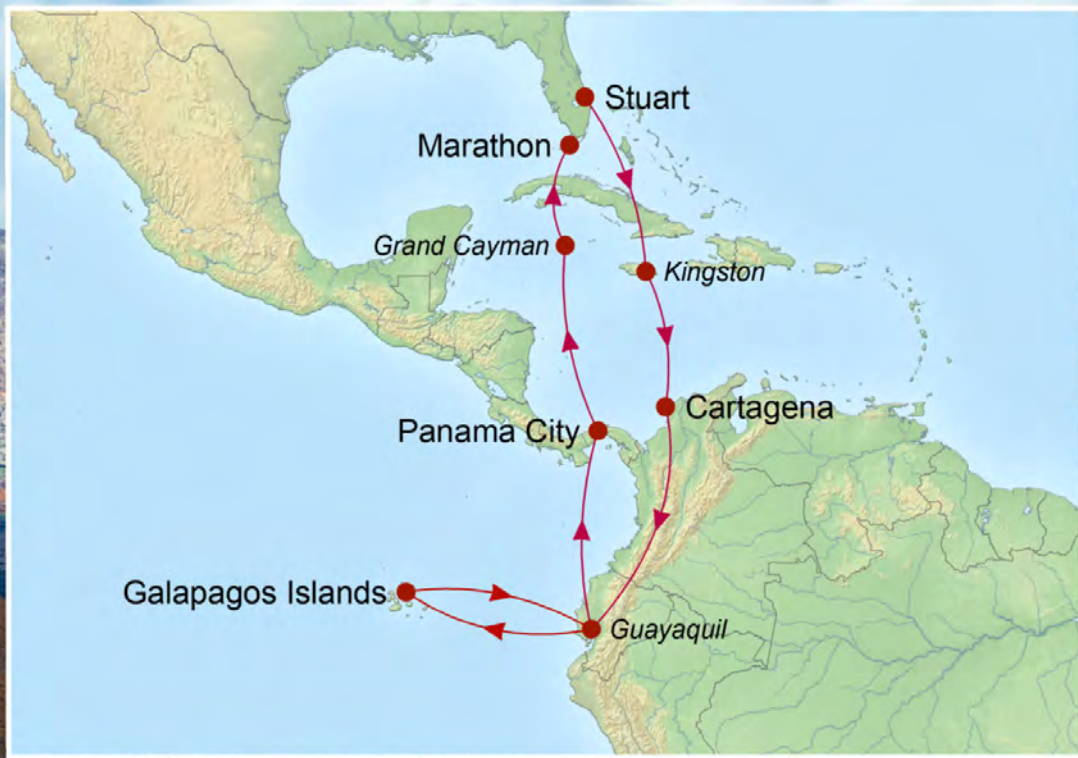 Stuart
Marathon
Grand Cayman
Kingston
Cartagena
Panama City
Galapagos Islands
Guayaquil